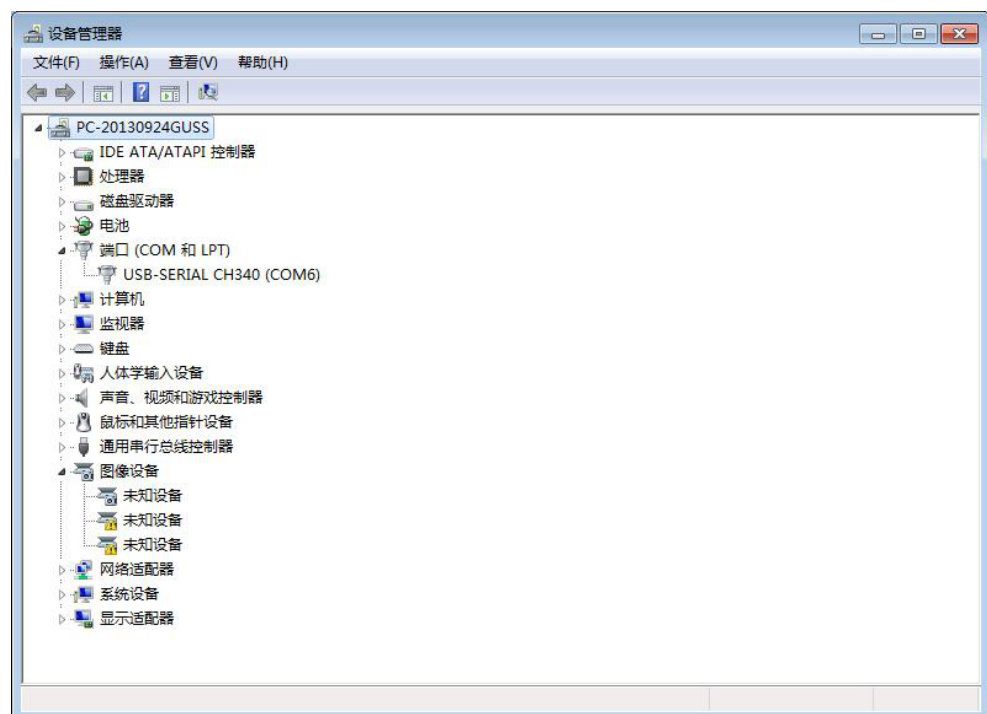 设备管理器
文件(F) 操作(A) 查看(V) 帮助(H)
PC-20130924GUSS
IDE ATA/ATAPI 控制器
处理器
磁盘驱动器
电池
端口 (COM 和 LPT)
USB-SERIAL CH340 (COM6)
计算机
监视器
键盘
人体学输入设备
声音、视频和游戏控制器
鼠标和其他指针设备
通用串行总线控制器
图像设备
未知设备
未知设备
未知设备
网络适配器
系统设备
显示适配器